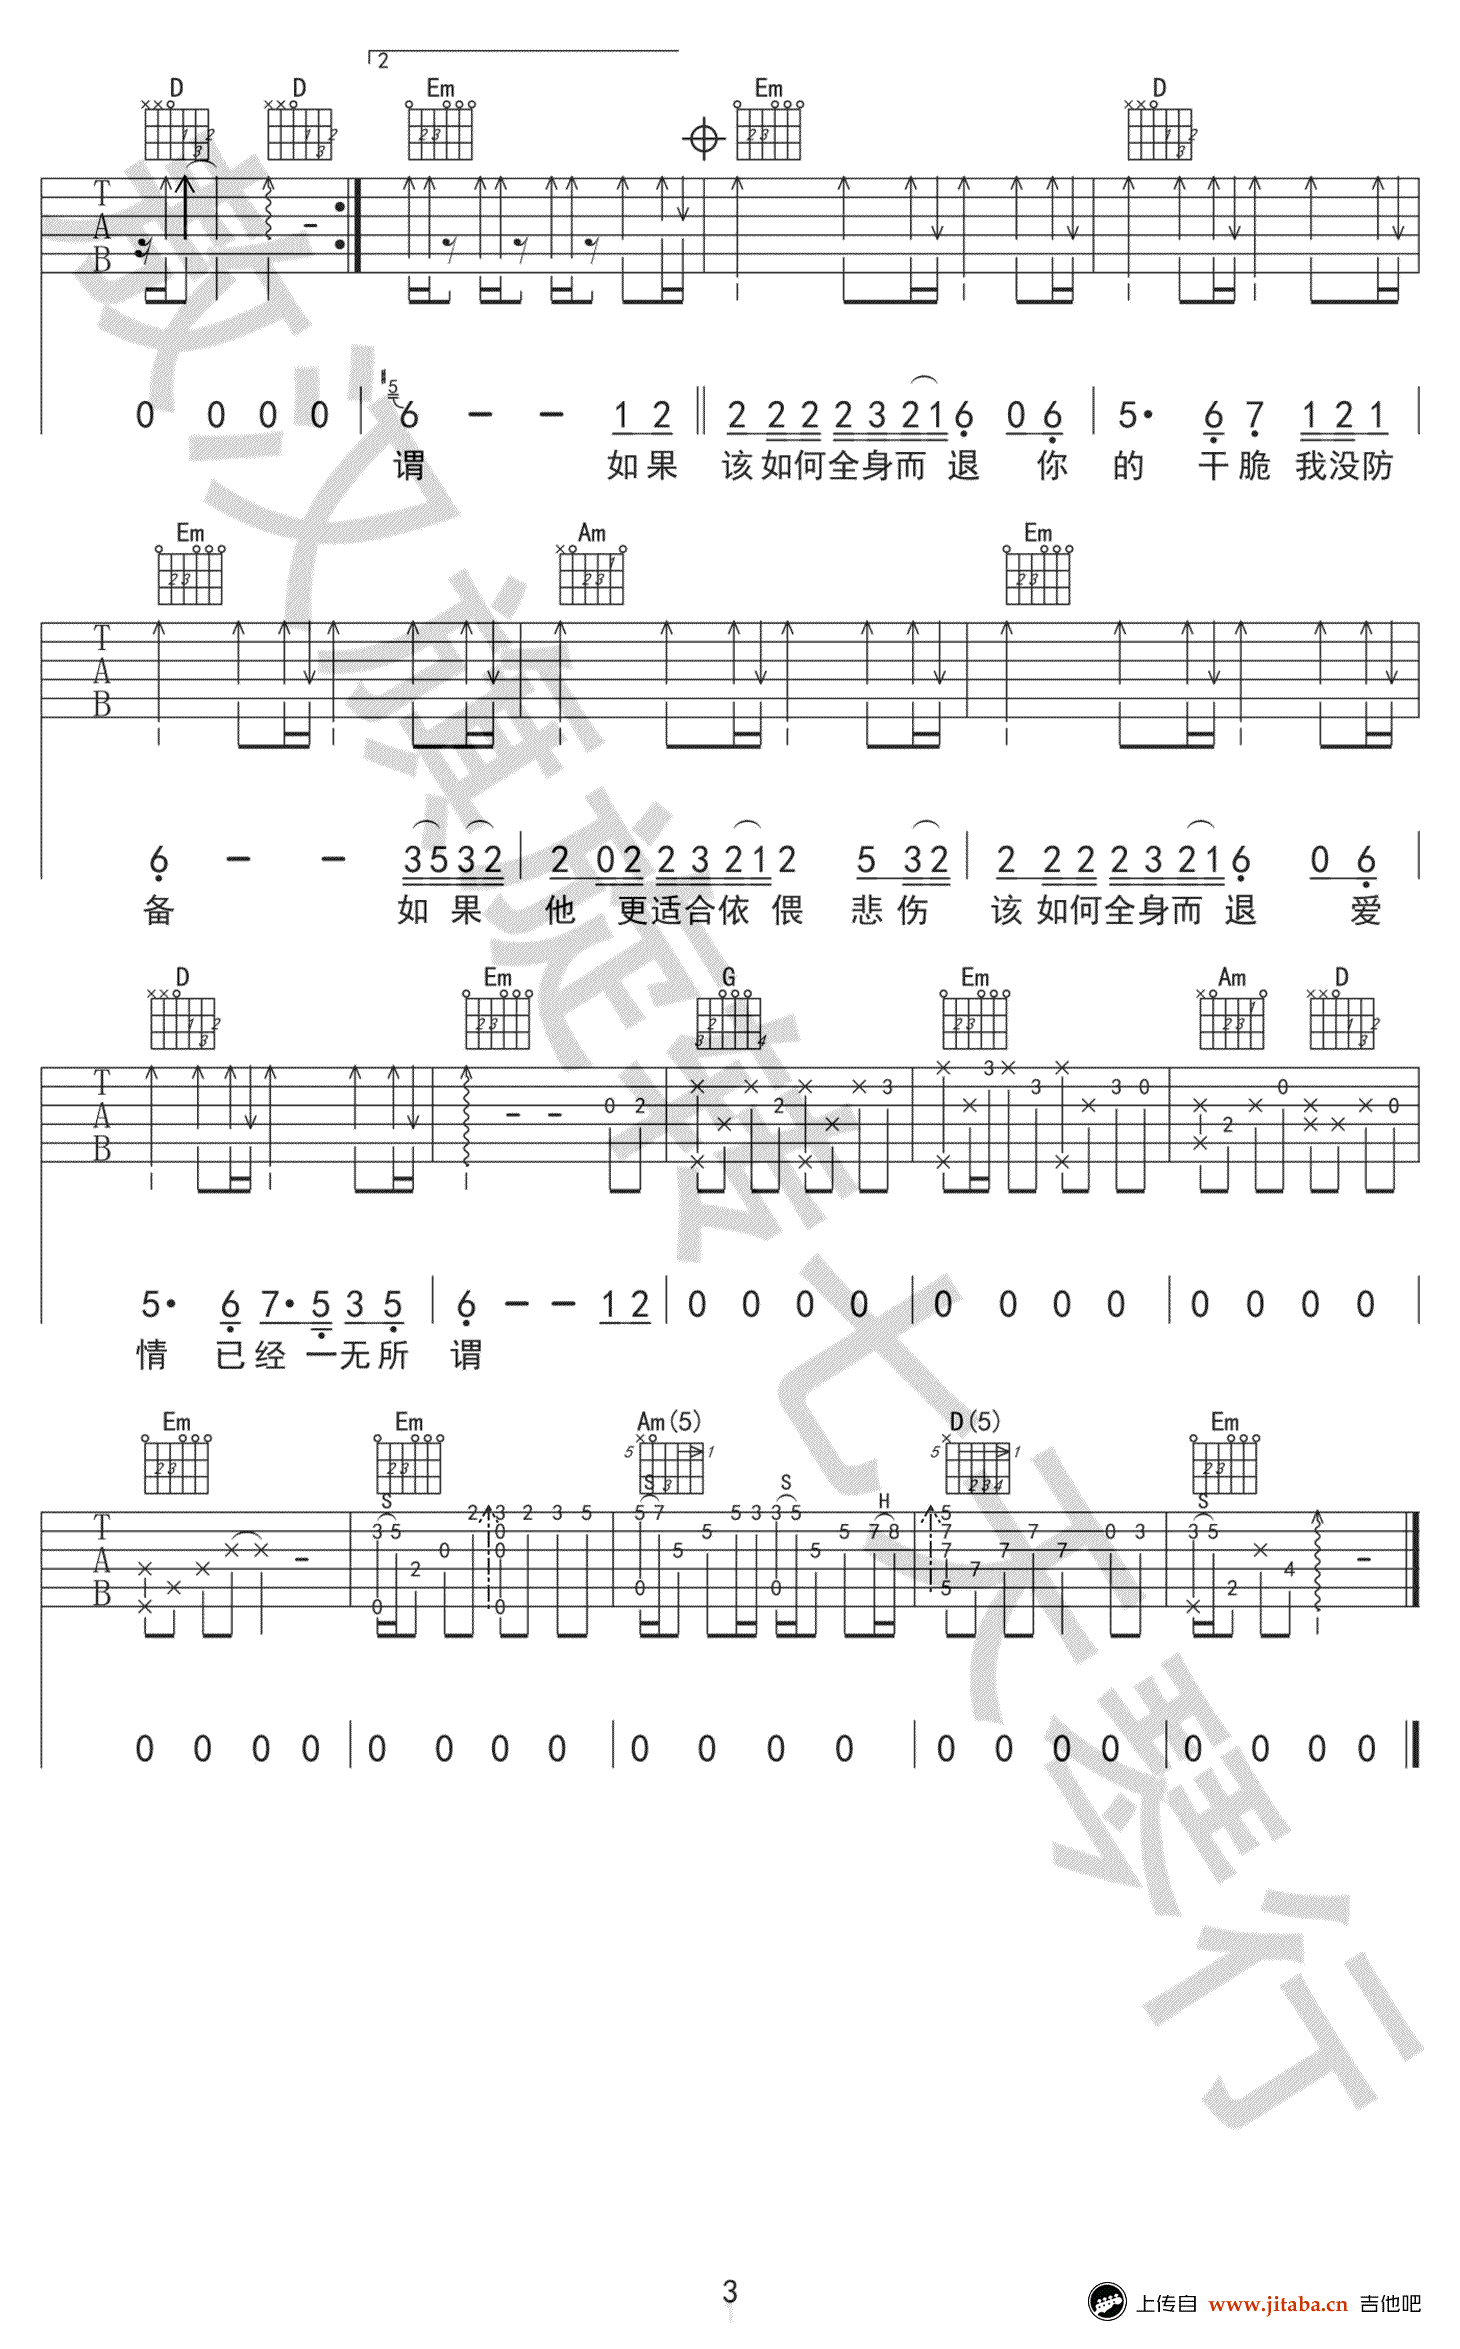 2
D D Em Em D
T
A
B
0 0 0 0 #5 6 - - 1 2 2 2 2 2 3 2 1 6 0 6 5· 6 7 1 2 1
谓 如果 该如何全身而退 你的 干脆 我没防
Em Am Em
T
A
B
6 - - 3 5 3 2 2 0 2 2 3 2 1 2 5 3 2 2 2 2 2 3 2 1 6 0 6
备 如果 他 更适合依偎 悲伤 该如何全身而退 爱
D Em G Em Am D
T
A
B
5· 6 7· 5 3 5 6 - - 1 2 0 0 0 0 0 0 0 0 0 0 0 0
情 已经一无所谓
Em Em Am(5) D(5) Em
S S S H S
T
A
B
0 0 0 0 0 0 0 0 0 0 0 0 0 0 0 0 0 0 0 0
3
上传自 www.jitaba.cn 吉他吧